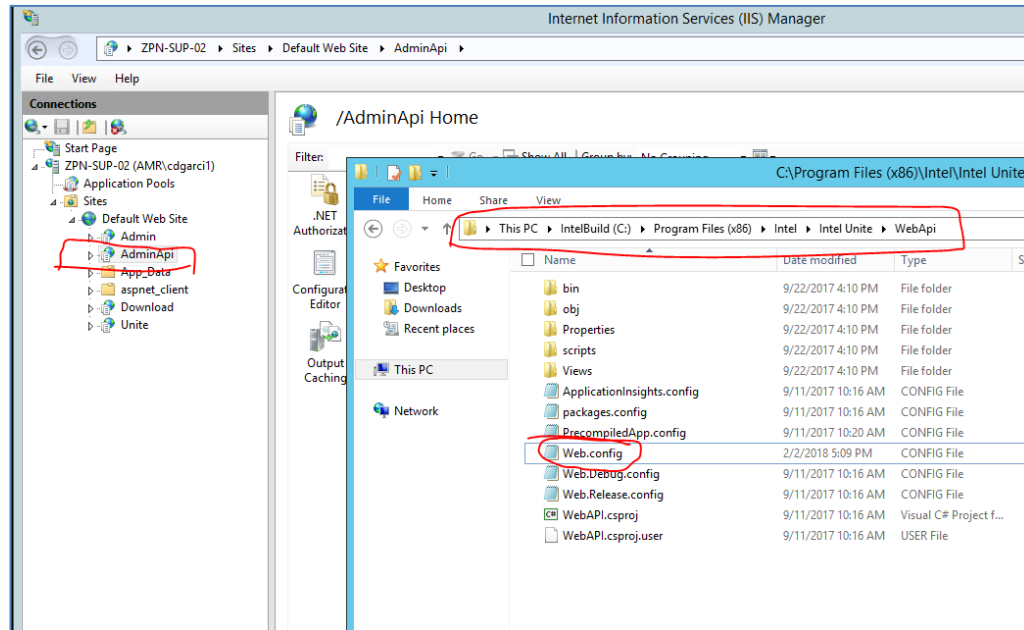 Internet Information Services (IIS) Manager
ZPN-SUP-02 Sites Default Web Site AdminApi
File View Help
Connections
Start Page
ZPN-SUP-02 (AMR\cdgarci1)
Application Pools
Sites
Default Web Site
Admin
AdminApi
App_Data
aspnet_client
Download
Unite
/AdminApi Home
Filter: Go Show All Group by: No Grouping
.NET
Authorizat
Configurat
Editor
Output
Caching
C:\Program Files (x86)\Intel\Intel Unite
File Home Share View
This PC IntelBuild (C:) Program Files (x86) Intel Intel Unite WebApi
Favorites
Desktop
Downloads
Recent places
This PC
Network
Name Date modified Type S
bin 9/22/2017 4:10 PM File folder
obj 9/22/2017 4:10 PM File folder
Properties 9/22/2017 4:10 PM File folder
scripts 9/22/2017 4:10 PM File folder
Views 9/22/2017 4:10 PM File folder
ApplicationInsights.config 9/11/2017 10:16 AM CONFIG File
packages.config 9/11/2017 10:16 AM CONFIG File
PrecompiledApp.config 9/11/2017 10:20 AM CONFIG File
Web.config 2/2/2018 5:09 PM CONFIG File
Web.Debug.config 9/11/2017 10:16 AM CONFIG File
Web.Release.config 9/11/2017 10:16 AM CONFIG File
C# WebAPI.csproj 9/11/2017 10:16 AM Visual C# Project f...
WebAPI.csproj.user 9/11/2017 10:16 AM USER File